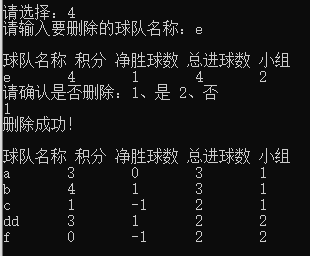 请选择：4
请输入要删除的球队名称：e
球队名称 积分 净胜球数 总进球数 小组
e 4 1 4 2
请确认是否删除：1、是 2、否
1
删除成功！
球队名称 积分 净胜球数 总进球数 小组
a 3 0 3 1
b 4 1 3 1
c 1 -1 2 1
dd 3 1 2 2
f 0 -1 2 2